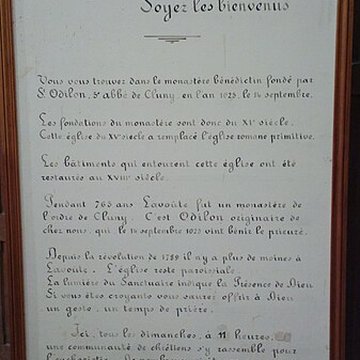 Soyez les bienvenus
Vous vous trouvez dans le monastère bénédictin fondé par
St Odilon, 5e abbé de Cluny, en l'an 1025, le 14 septembre.
Les fondations du monastère sont donc du XIe siècle.
Cette église du XVe siècle a remplacé l'église romane primitive.
Les bâtiments qui entourent cette église ont été
restaurés au XVIIIe siècle.
Pendant 765 ans Lavoûte fut un monastère de
l'ordre de Cluny. C'est Odilon originaire de
chez nous, qui le 14 septembre 1025 vint bénir le prieuré.
Depuis la révolution de 1789 il n'y a plus de moines à
Lavoûte. L'église reste paroissiale.
La lumière du Sanctuaire indique la Présence de Dieu
Si vous êtes croyants vous saurez offrir à Dieu
un geste, un temps de prière.
Ici, tous les dimanches, à 11 heures,
une communauté de chrétiens s'y rassemble pour